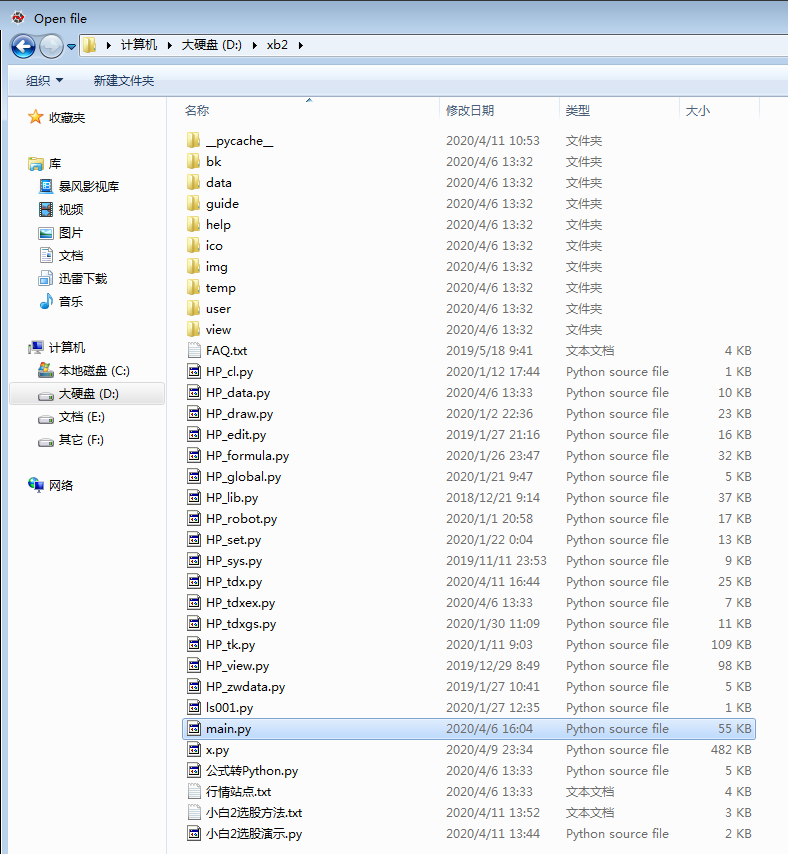 Open file
计算机 大硬盘 (D:) xb2
组织 新建文件夹
收藏夹
库
暴风影视库
视频
图片
文档
迅雷下载
音乐
计算机
本地磁盘 (C:)
大硬盘 (D:)
文档 (E:)
其它 (F:)
网络
名称 修改日期 类型 大小
__pycache__ 2020/4/11 10:53 文件夹
bk 2020/4/6 13:32 文件夹
data 2020/4/6 13:32 文件夹
guide 2020/4/6 13:32 文件夹
help 2020/4/6 13:32 文件夹
ico 2020/4/6 13:32 文件夹
img 2020/4/6 13:32 文件夹
temp 2020/4/6 13:32 文件夹
user 2020/4/6 13:32 文件夹
view 2020/4/6 13:32 文件夹
FAQ.txt 2019/5/18 9:41 文本文档 4 KB
HP_cl.py 2020/1/12 17:44 Python source file 1 KB
HP_data.py 2020/4/6 13:33 Python source file 10 KB
HP_draw.py 2020/1/2 22:36 Python source file 23 KB
HP_edit.py 2019/1/27 21:16 Python source file 16 KB
HP_formula.py 2020/1/26 23:47 Python source file 32 KB
HP_global.py 2020/1/21 9:47 Python source file 5 KB
HP_lib.py 2018/12/21 9:14 Python source file 37 KB
HP_robot.py 2020/1/1 20:58 Python source file 17 KB
HP_set.py 2020/1/22 0:04 Python source file 13 KB
HP_sys.py 2019/11/11 23:53 Python source file 9 KB
HP_tdx.py 2020/4/11 16:44 Python source file 25 KB
HP_tdxex.py 2020/4/6 13:33 Python source file 7 KB
HP_tdxgs.py 2020/1/30 11:09 Python source file 11 KB
HP_tk.py 2020/1/11 9:03 Python source file 109 KB
HP_view.py 2019/12/29 8:49 Python source file 98 KB
HP_zwdata.py 2019/1/27 10:41 Python source file 5 KB
ls001.py 2020/1/27 12:35 Python source file 1 KB
main.py 2020/4/6 16:04 Python source file 55 KB
x.py 2020/4/9 23:34 Python source file 482 KB
公式转Python.py 2020/4/6 13:33 Python source file 5 KB
行情站点.txt 2020/4/6 13:33 文本文档 4 KB
小白2选股方法.txt 2020/4/11 13:52 文本文档 3 KB
小白2选股演示.py 2020/4/11 13:44 Python source file 2 KB